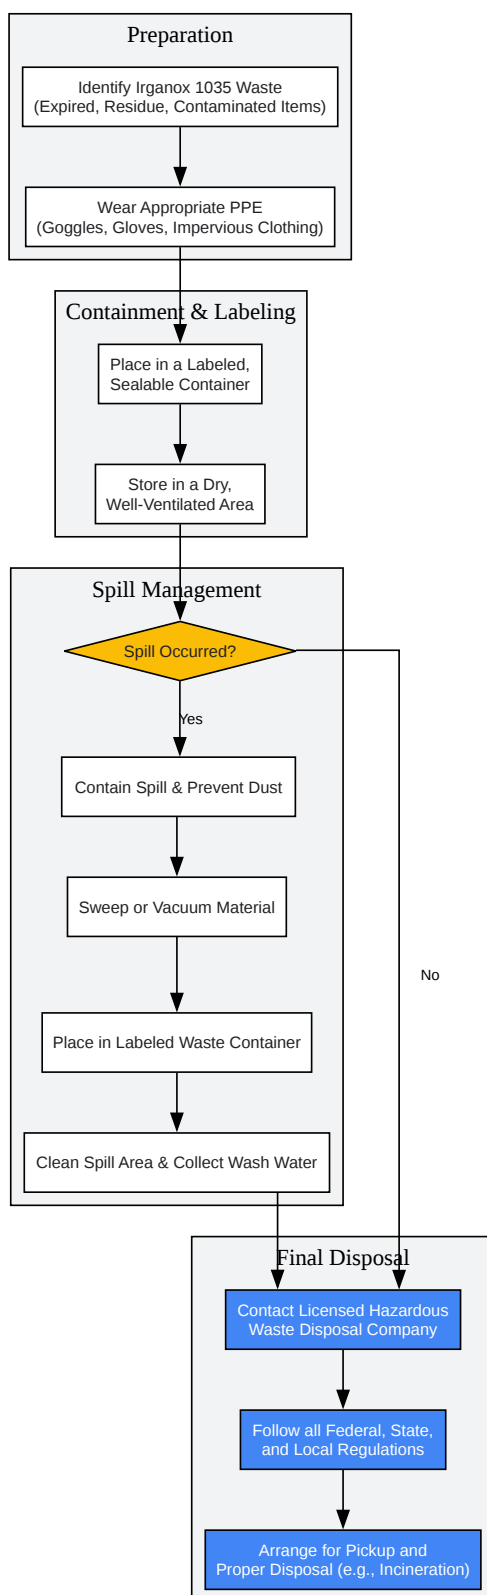 Preparation
Identify Irganox 1035 Waste
(Expired, Residue, Contaminated Items)
Wear Appropriate PPE
(Goggles, Gloves, Impervious Clothing)
Containment & Labeling
Place in a Labeled,
Sealable Container
Store in a Dry,
Well-Ventilated Area
Spill Management
Spill Occurred?
Yes
Contain Spill & Prevent Dust
Sweep or Vacuum Material
No
Place in Labeled Waste Container
Clean Spill Area & Collect Wash Water
Final Disposal
Contact Licensed Hazardous
Waste Disposal Company
Follow all Federal, State,
and Local Regulations
Arrange for Pickup and
Proper Disposal (e.g., Incineration)